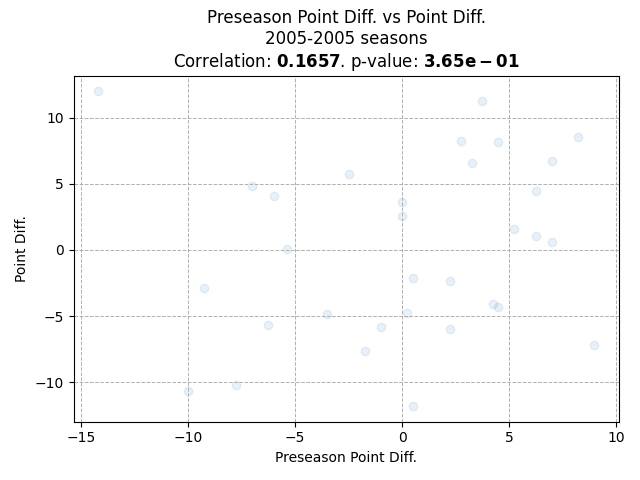 Preseason Point Diff. vs Point Diff.
2005-2005 seasons
Correlation: 0.1657. p-value: 3.65e − 01
10
5
0
−5
−10
Point Diff.
−15
−10
−5
0
5
10
Preseason Point Diff.